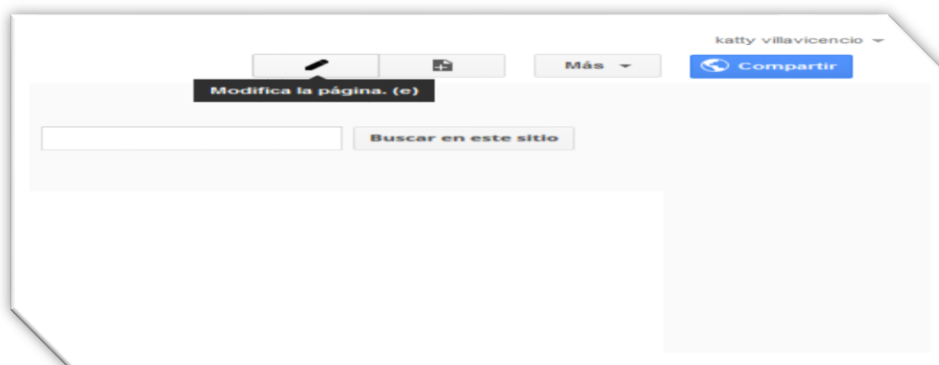 katty villavicencio
Más
Compartir
Modifica la página. (e)
Buscar en este sitio